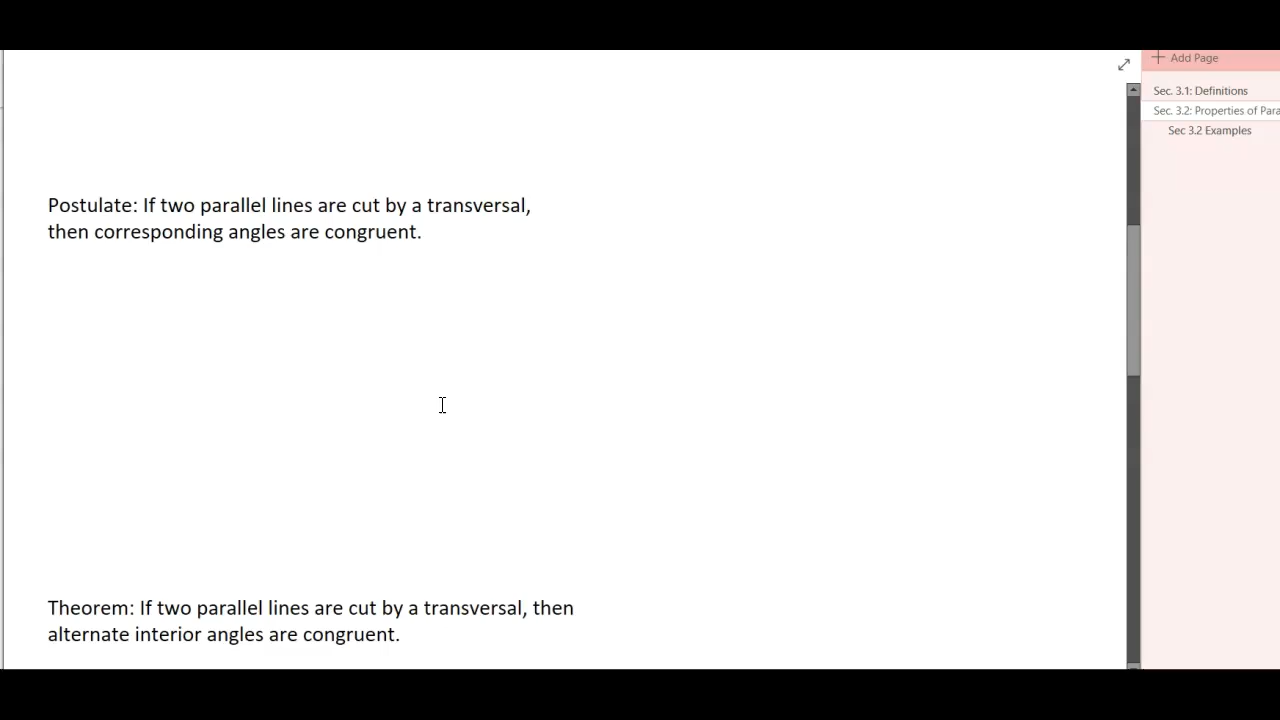 Add Page
Sec. 3.1: Definitions
Sec. 3.2: Properties of Para
Sec 3.2 Examples
Postulate: If two parallel lines are cut by a transversal,
then corresponding angles are congruent.
Theorem: If two parallel lines are cut by a transversal, then
alternate interior angles are congruent.